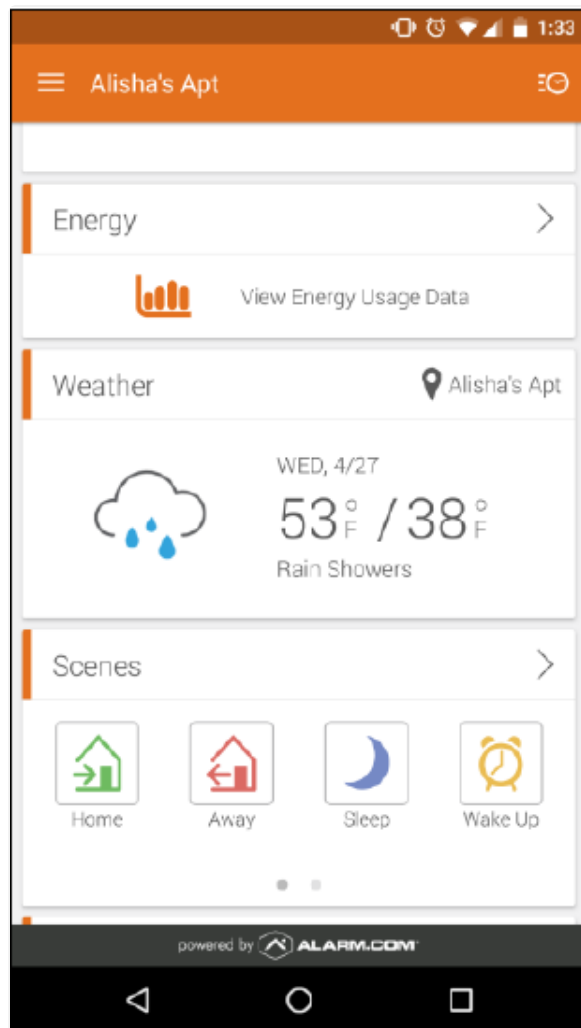 1:33
Alisha's Apt
Energy
View Energy Usage Data
Weather Alisha's Apt
WED, 4/27
53°F / 38°F
Rain Showers
Scenes
Home Away Sleep Wake Up
powered by ALARM.COM